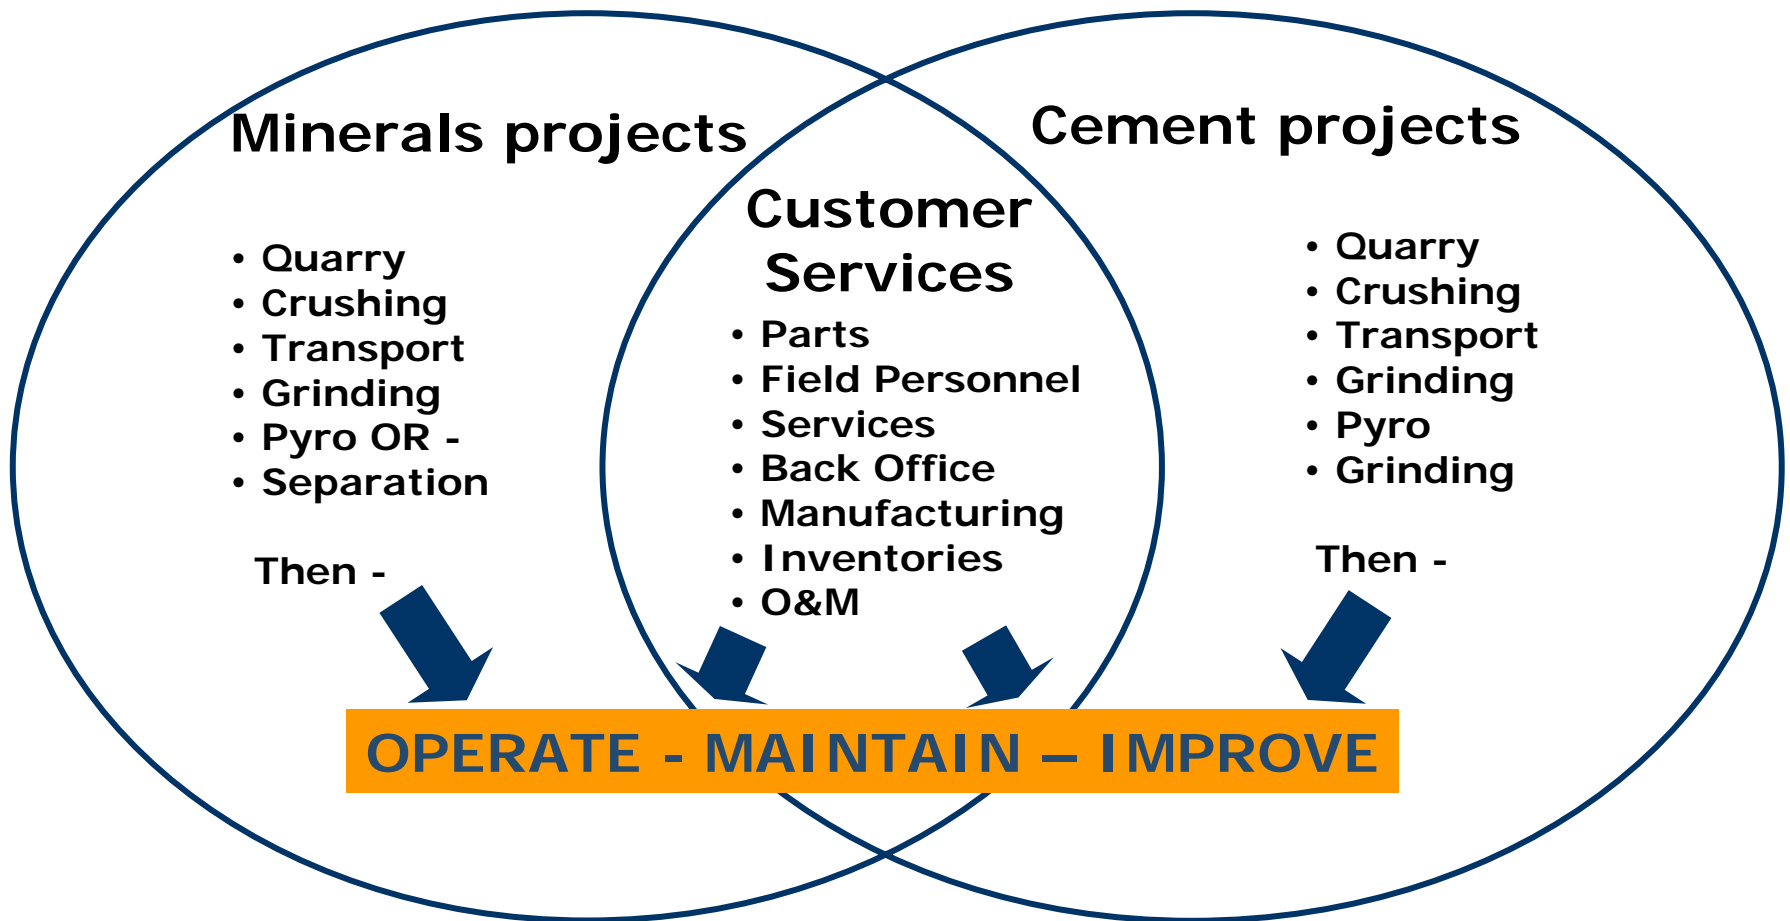 Minerals projects
• Quarry
• Crushing
• Transport
• Grinding
• Pyro OR -
• Separation
Then -
Customer
Services
• Parts
• Field Personnel
• Services
• Back Office
• Manufacturing
• Inventories
• O&M
Cement projects
• Quarry
• Crushing
• Transport
• Grinding
• Pyro
• Grinding
Then -
OPERATE - MAINTAIN – IMPROVE